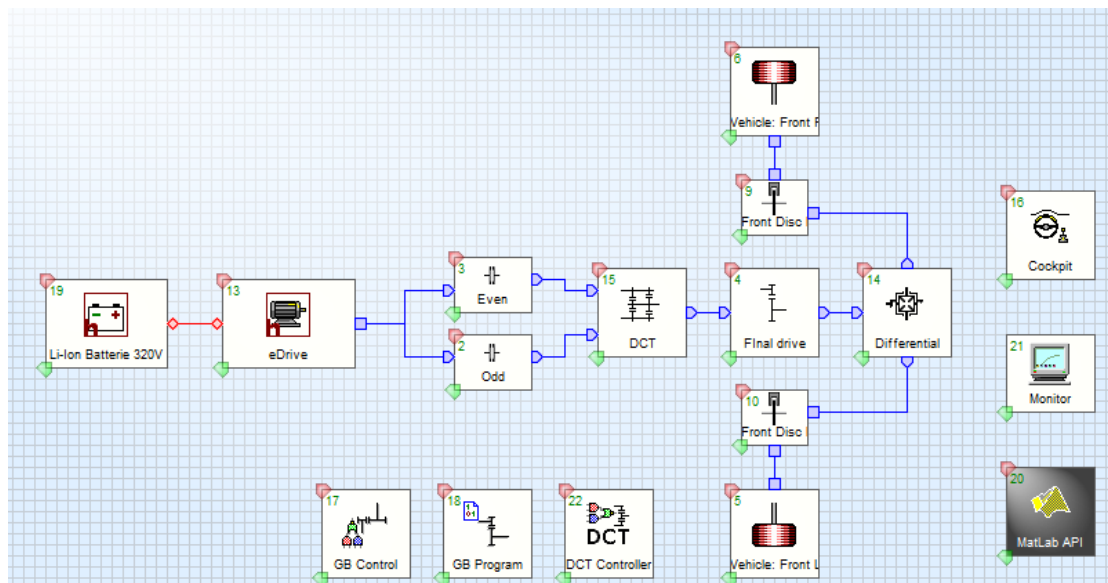 6
Vehicle: Front R
9
Front Disc
16
Cockpit
19
Li-Ion Batterie 320V
13
eDrive
3
Even
2
Odd
15
DCT
4
FInal drive
14
Differential
21
Monitor
10
Front Disc
17
GB Control
18
GB Program
22
DCT
DCT Controller
5
Vehicle: Front L
20
MatLab API